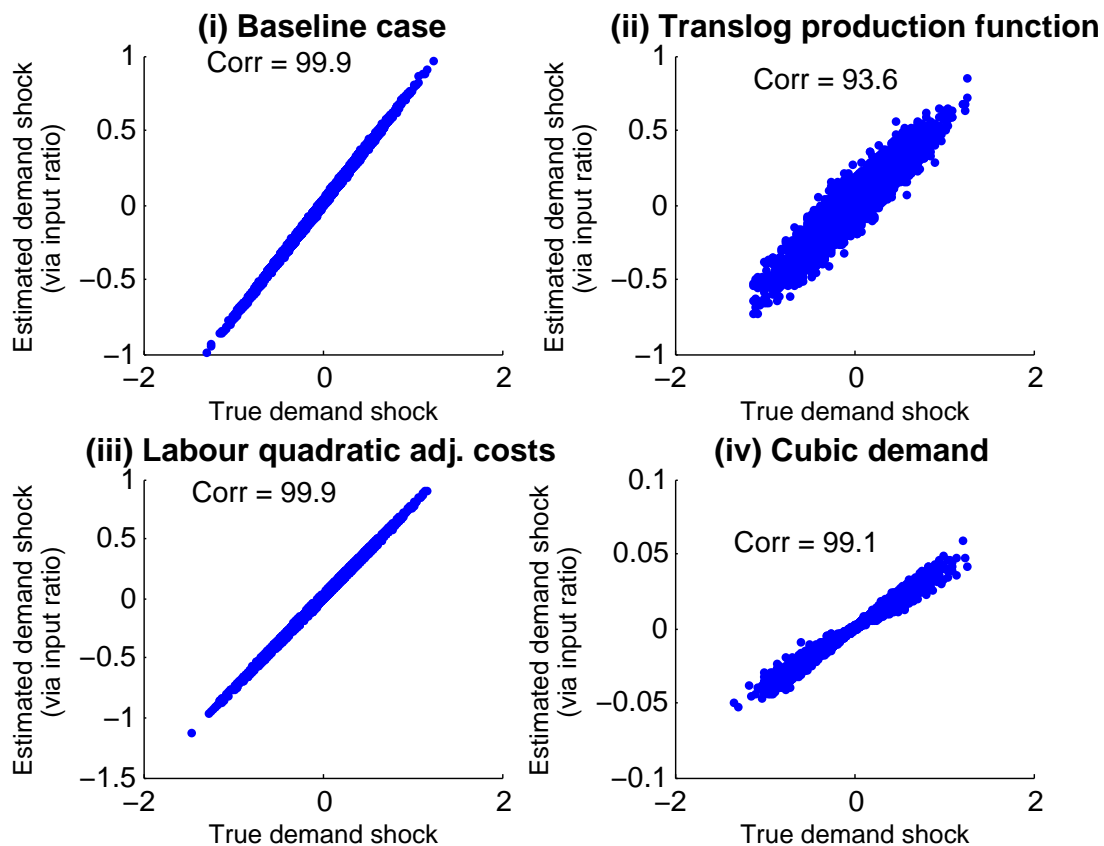 (i) Baseline case
Corr = 99.9
1
0.5
0
−0.5
−1
−2
0
2
Estimated demand shock
(via input ratio)
True demand shock
(ii) Translog production function
Corr = 93.6
1
0.5
0
−0.5
−1
−2
0
2
Estimated demand shock
(via input ratio)
True demand shock
(iii) Labour quadratic adj. costs
Corr = 99.9
1
0.5
0
−0.5
−1
−1.5
−2
0
2
Estimated demand shock
(via input ratio)
True demand shock
(iv) Cubic demand
Corr = 99.1
0.1
0.05
0
−0.05
−0.1
−2
0
2
Estimated demand shock
(via input ratio)
True demand shock